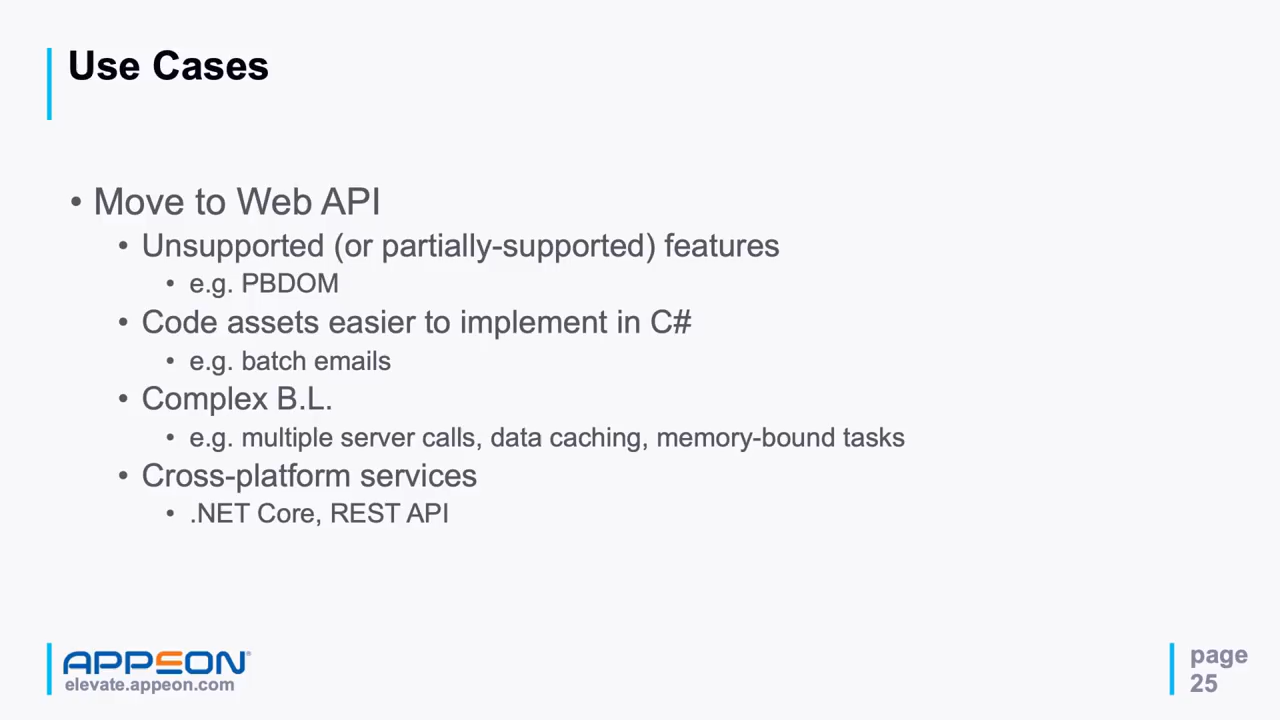 Use Cases
• Move to Web API
• Unsupported (or partially-supported) features
• e.g. PBDOM
• Code assets easier to implement in C#
• e.g. batch emails
• Complex B.L.
• e.g. multiple server calls, data caching, memory-bound tasks
• Cross-platform services
• .NET Core, REST API
APPEON®
elevate.appeon.com
page
25